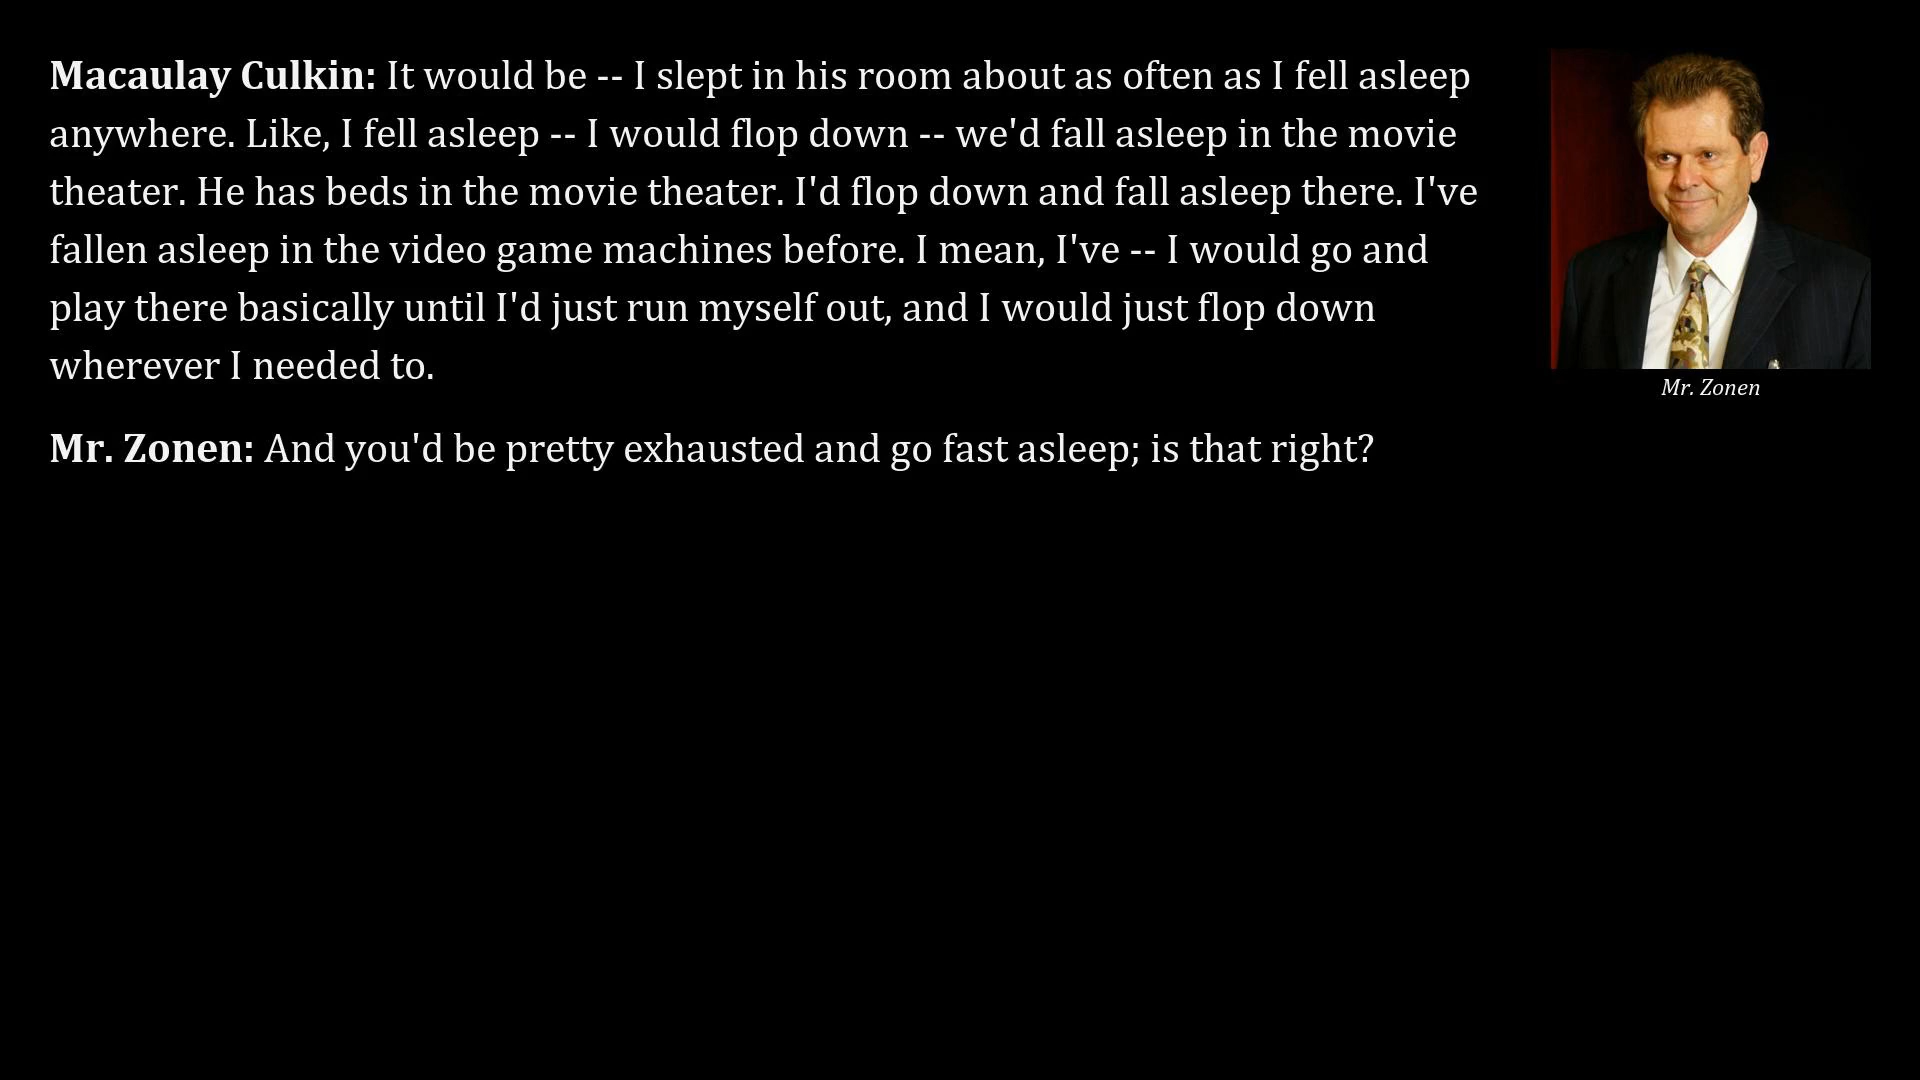 Macaulay Culkin: It would be -- I slept in his room about as often as I fell asleep
anywhere. Like, I fell asleep -- I would flop down -- we'd fall asleep in the movie
theater. He has beds in the movie theater. I'd flop down and fall asleep there. I've
fallen asleep in the video game machines before. I mean, I've -- I would go and
play there basically until I'd just run myself out, and I would just flop down
wherever I needed to.
Mr. Zonen
Mr. Zonen: And you'd be pretty exhausted and go fast asleep; is that right?